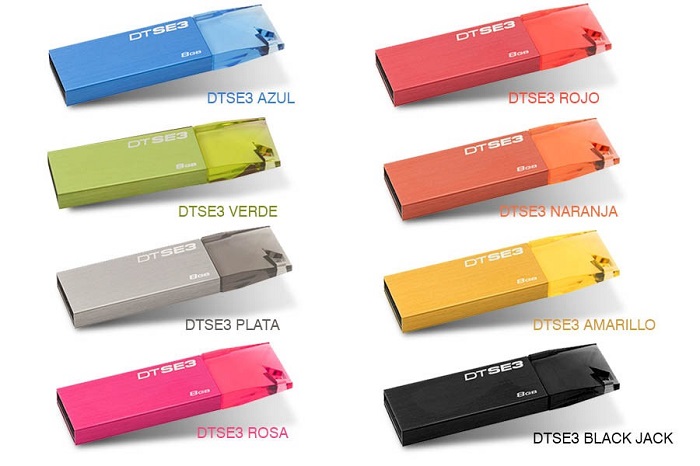 DTSE3
8GB
DTSE3 AZUL
DTSE3
8GB
DTSE3 ROJO
DTSE3
8GB
DTSE3 VERDE
DTSE3
8GB
DTSE3 NARANJA
DTSE3
8GB
DTSE3 PLATA
DTSE3
8GB
DTSE3 AMARILLO
DTSE3
8GB
DTSE3 ROSA
DTSE3
8GB
DTSE3 BLACK JACK